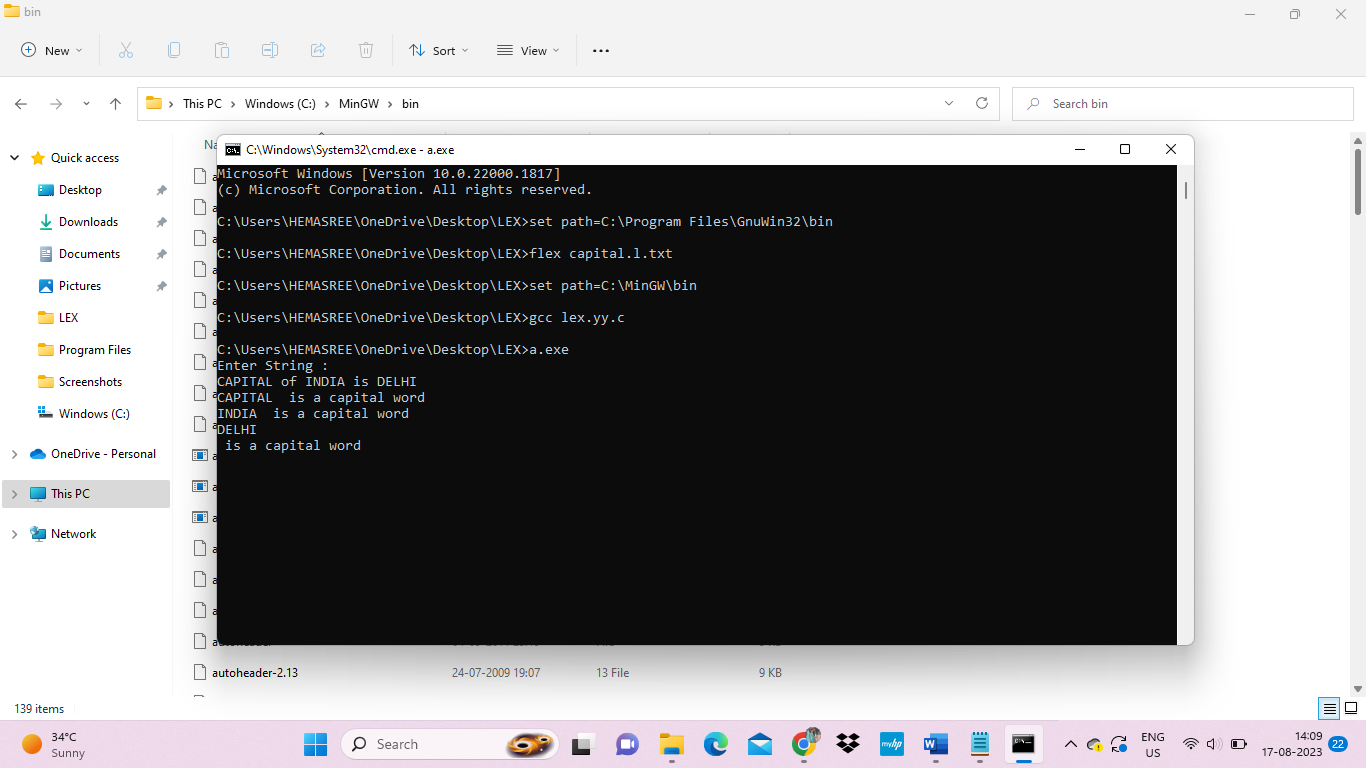 bin
New
Sort
View
This PC
Windows (C:)
MinGW
bin
Search bin
Quick access
Desktop
Downloads
Documents
Pictures
LEX
Program Files
Screenshots
Windows (C:)
OneDrive - Personal
This PC
Network
C:\Windows\System32\cmd.exe - a.exe
Microsoft Windows [Version 10.0.22000.1817]
(c) Microsoft Corporation. All rights reserved.
C:\Users\HEMASREE\OneDrive\Desktop\LEX>set path=C:\Program Files\GnuWin32\bin
C:\Users\HEMASREE\OneDrive\Desktop\LEX>flex capital.l.txt
C:\Users\HEMASREE\OneDrive\Desktop\LEX>set path=C:\MinGW\bin
C:\Users\HEMASREE\OneDrive\Desktop\LEX>gcc lex.yy.c
C:\Users\HEMASREE\OneDrive\Desktop\LEX>a.exe
Enter String :
CAPITAL of INDIA is DELHI
CAPITAL  is a capital word
INDIA  is a capital word
DELHI
 is a capital word
autoheader-2.13 24-07-2009 19:07 13 File 9 KB
139 items
34°C
Sunny
Search
myhp
ENG
US
14:09
17-08-2023
22